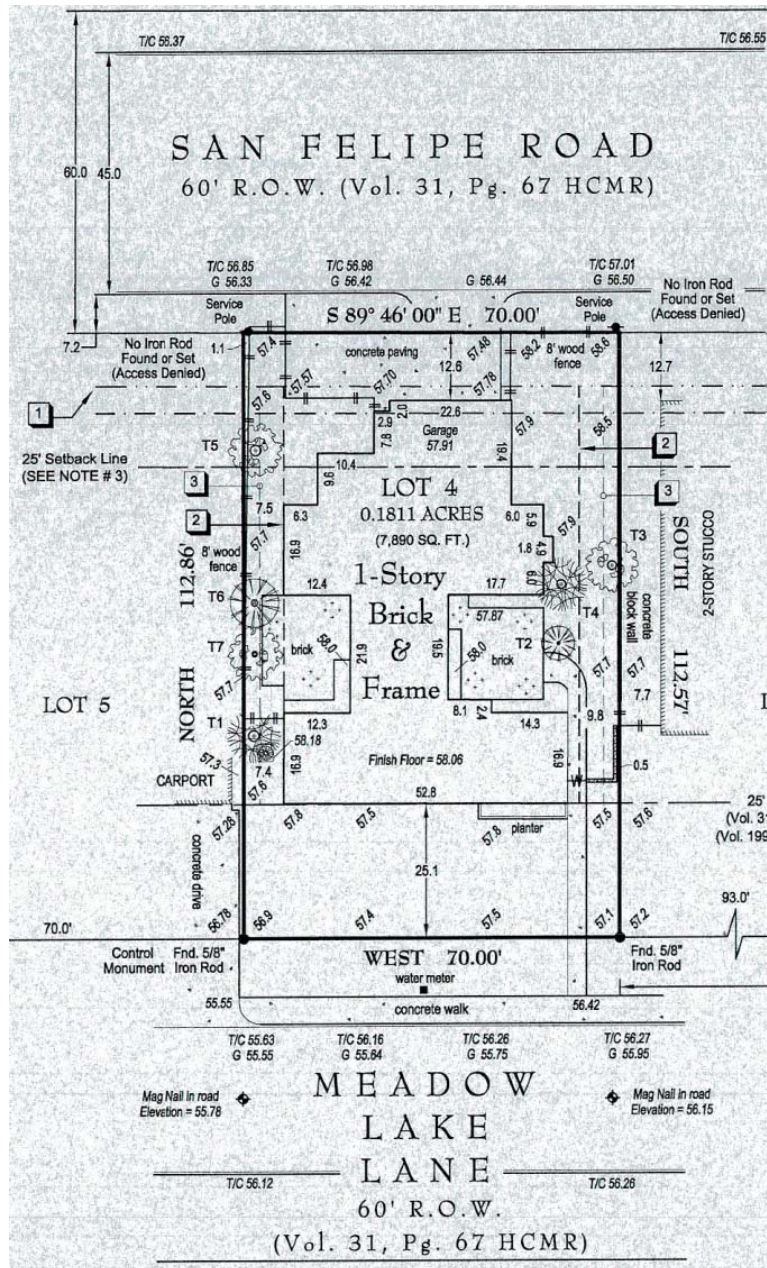 T/C 56.37
T/C 56.55
SAN FELIPE ROAD
60' R.O.W. (Vol. 31, Pg. 67 HCMR)
60.0
45.0
T/C 56.85
G 56.33
T/C 56.98
G 56.42
G 56.44
T/C 57.01
G 56.50
No Iron Rod
Found or Set
(Access Denied)
Service
Pole
S 89° 46' 00" E 70.00'
Service
Pole
7.2
No Iron Rod
Found or Set
(Access Denied)
1.1
57.4
concrete paving
57.48
12.6
58.2
8' wood
fence
58.6
12.7
57.57
57.70
57.78
57.6
1
2.0
22.6
2.9
7.8
Garage
57.91
57.9
58.5
19.4
T5
2
25' Setback Line
(SEE NOTE # 3)
3
10.4
9.6
LOT 4
0.1811 ACRES
(7,890 SQ. FT.)
3
7.5
6.3
6.0
5.9
57.9
2
57.7
16.9
1.8
4.9
6.0
T3
SOUTH 112.57'
2-STORY STUCCO
8' wood
fence
NORTH 112.86'
1-Story
Brick
&
Frame
12.4
17.7
T6
T4
57.87
T2
concrete
block wall
T7
brick
58.0
21.9
19.5
58.0
brick
57.7
57.7
57.7
LOT 5
7.7
9.8
8.1
2.4
14.3
12.3
T1
58.18
57.3
7.4
16.9
Finish Floor = 58.06
16.9
0.5
CARPORT
57.6
52.8
57.28
57.8
57.5
57.8
planter
57.5
57.6
25'
(Vol. 31
(Vol. 199
concrete drive
25.1
93.0'
70.0'
56.78
56.9
57.4
57.5
57.1
57.2
Control
Monument
Fnd. 5/8"
Iron Rod
WEST 70.00'
Fnd. 5/8"
Iron Rod
water meter
55.55
concrete walk
56.42
T/C 55.63
G 55.55
T/C 56.16
G 55.64
T/C 56.26
G 55.75
T/C 56.27
G 55.95
Mag Nail in road
Elevation = 55.78
MEADOW
LAKE
LANE
Mag Nail in road
Elevation = 56.15
T/C 56.12
T/C 56.26
60' R.O.W.
(Vol. 31, Pg. 67 HCMR)